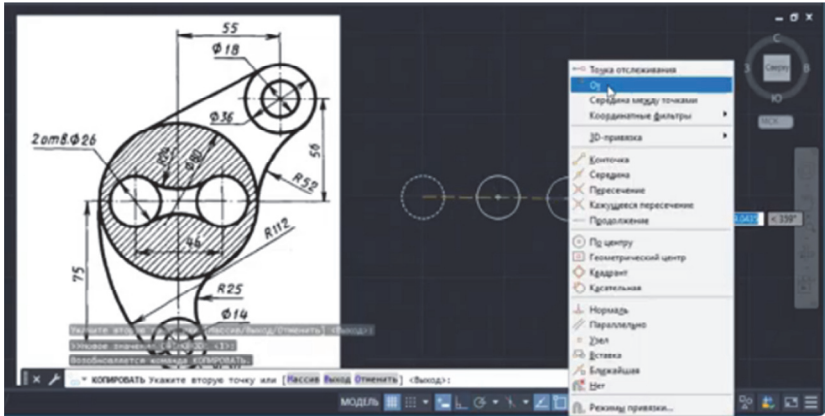 55
Ф18
Ф36
2отв.Ф26
R20
Ф80
56
R52
46
R112
75
R25
Ф14
Укажите вторую
Массив/Выход/Отменить] <Выход>:
Возобновляется команда КОПИРОВАТЬ.
КОПИРОВАТЬ Укажите вторую точку или [Массив Выход Отменить] <Выход>:
МОДЕЛЬ
Точка отслеживания
От
Середина между точками
Координатные фильтры
3D-привязка
Конточка
Середина
Пересечение
Кажущееся пересечение
Продолжение
По центру
Геометрический центр
Квадрант
Касательная
Нормаль
Параллельно
Узел
Вставка
Ближайшая
Нет
Режимы привязки...
С
З
Сверху
В
Ю
МСК
< 359°